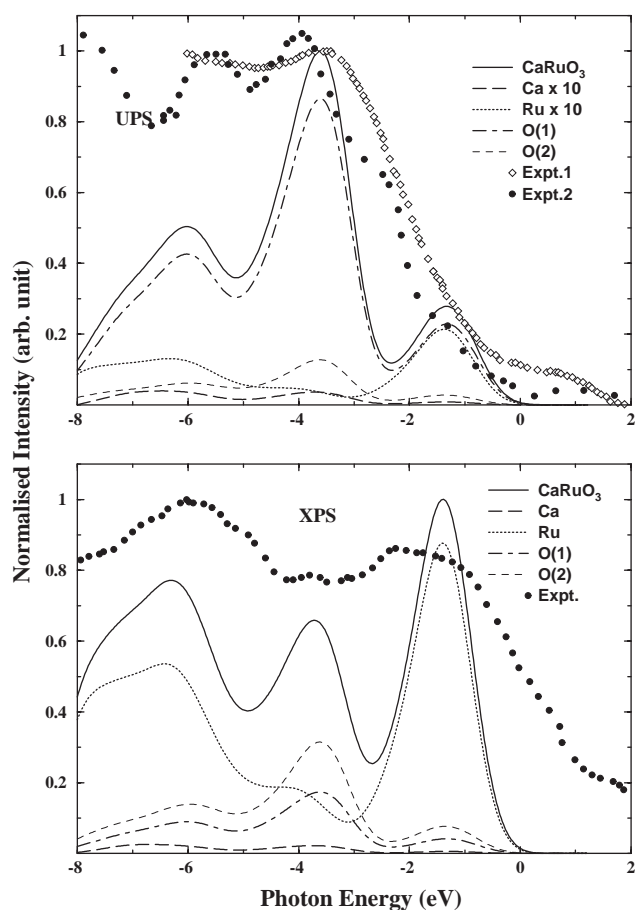 1
0.8
0.6
0.4
0.2
-8
-6
-4
-2
0
2
UPS
CaRuO3
Ca x 10
Ru x 10
O(1)
O(2)
Expt.1
Expt.2
Normalised Intensity (arb. unit)
1
0.8
0.6
0.4
0.2
-8
-6
-4
-2
0
2
XPS
CaRuO3
Ca
Ru
O(1)
O(2)
Expt.
Photon Energy (eV)